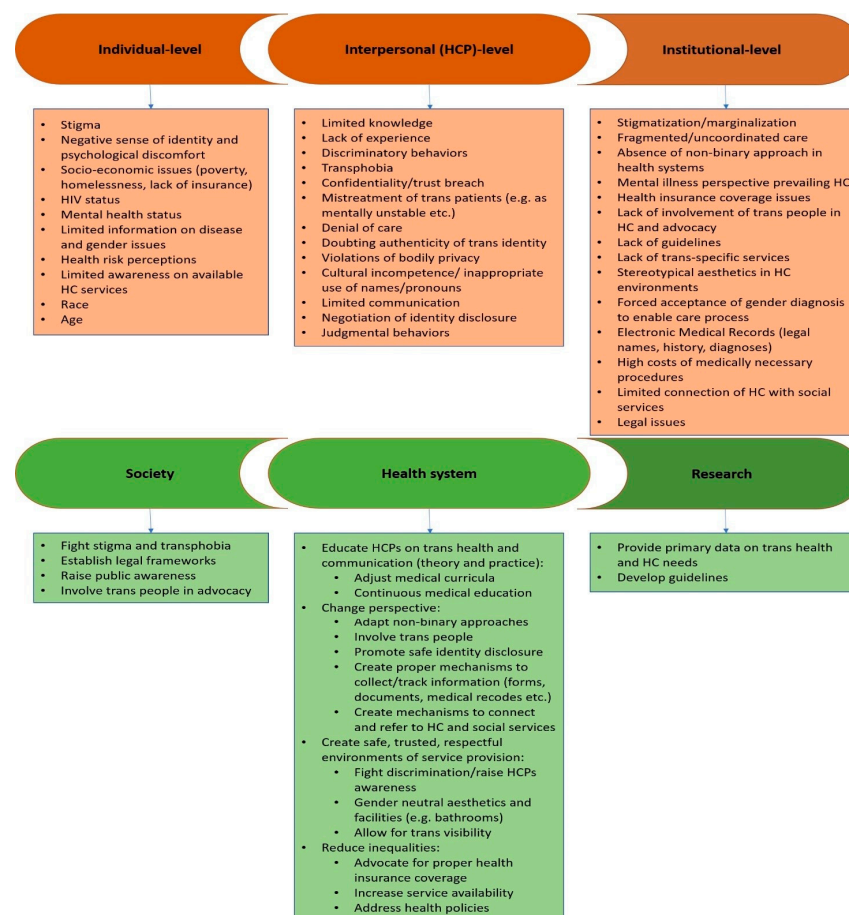 Individual-level
Interpersonal (HCP)-level
Institutional-level
• Stigma
• Negative sense of identity and
psychological discomfort
• Socio-economic issues (poverty,
homelessness, lack of insurance)
• HIV status
• Mental health status
• Limited information on disease
and gender issues
• Health risk perceptions
• Limited awareness on available
HC services
• Race
• Age
• Limited knowledge
• Lack of experience
• Discriminatory behaviors
• Transphobia
• Confidentiality/trust breach
• Mistreatment of trans patients (e.g. as
mentally unstable etc.)
• Denial of care
• Doubting authenticity of trans identity
• Violations of bodily privacy
• Cultural incompetence/ inappropriate
use of names/pronouns
• Limited communication
• Negotiation of identity disclosure
• Judgmental behaviors
• Stigmatization/marginalization
• Fragmented/uncoordinated care
• Absence of non-binary approach in
health systems
• Mental illness perspective prevailing HC
• Health insurance coverage issues
• Lack of involvement of trans people in
HC and advocacy
• Lack of guidelines
• Lack of trans-specific services
• Stereotypical aesthetics in HC
environments
• Forced acceptance of gender diagnosis
to enable care process
• Electronic Medical Records (legal
names, history, diagnoses)
• High costs of medically necessary
procedures
• Limited connection of HC with social
services
• Legal issues
Society
Health system
Research
• Fight stigma and transphobia
• Establish legal frameworks
• Raise public awareness
• Involve trans people in advocacy
• Educate HCPs on trans health and
communication (theory and practice):
• Adjust medical curricula
• Continuous medical education
• Change perspective:
• Adapt non-binary approaches
• Involve trans people
• Promote safe identity disclosure
• Create proper mechanisms to
collect/track information (forms,
documents, medical recodes etc.)
• Create mechanisms to connect
and refer to HC and social services
• Create safe, trusted, respectful
environments of service provision:
• Fight discrimination/raise HCPs
awareness
• Gender neutral aesthetics and
facilities (e.g. bathrooms)
• Allow for trans visibility
• Reduce inequalities:
• Advocate for proper health
insurance coverage
• Increase service availability
• Address health policies
• Provide primary data on trans health
and HC needs
• Develop guidelines